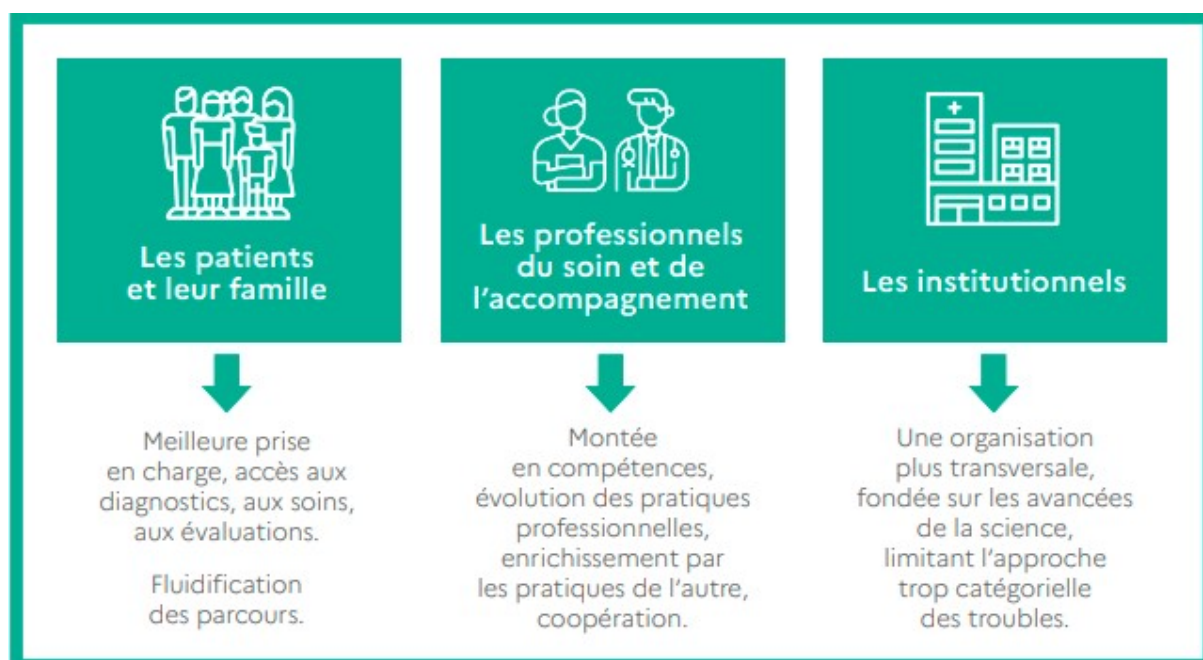 Les patients
et leur famille
Meilleure prise
en charge, accès aux
diagnostics, aux soins,
aux évaluations.
Fluidification
des parcours.
Les professionnels
du soin et de
l'accompagnement
Montée
en compétences,
évolution des pratiques
professionnelles,
enrichissement par
les pratiques de l'autre,
coopération.
Les institutionnels
Une organisation
plus transversale,
fondée sur les avancées
de la science,
limitant l'approche
trop catégorielle
des troubles.